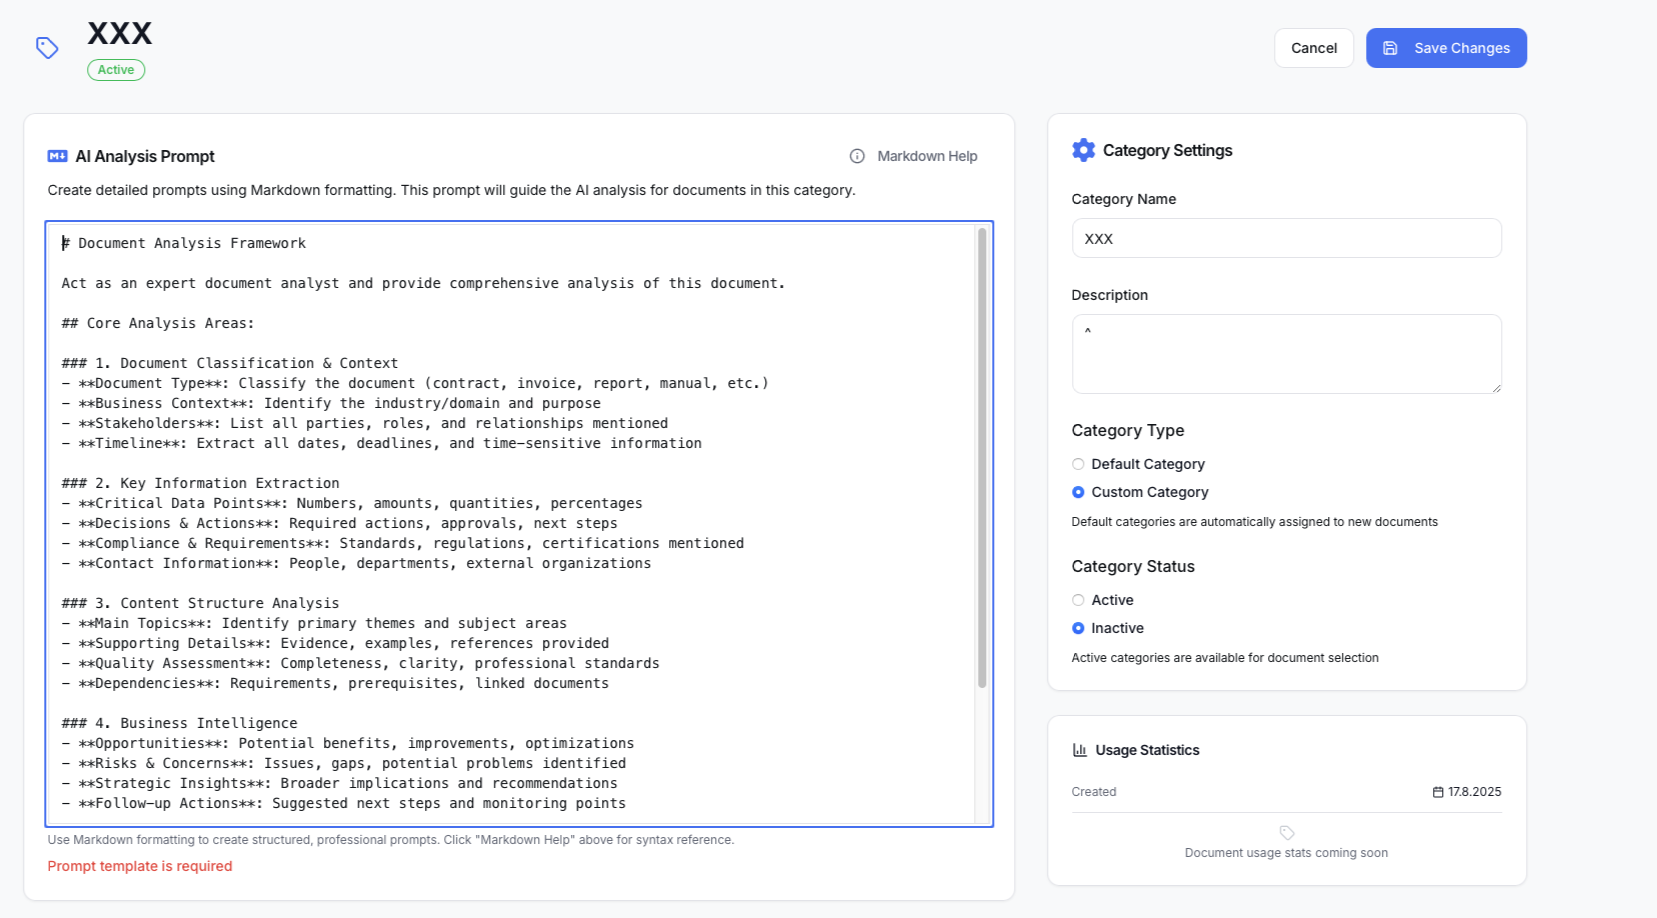 XXX
Active
Cancel
Save Changes
AI Analysis Prompt
Markdown Help
Create detailed prompts using Markdown formatting. This prompt will guide the AI analysis for documents in this category.
# Document Analysis Framework
Act as an expert document analyst and provide comprehensive analysis of this document.
## Core Analysis Areas:
### 1. Document Classification & Context
- **Document Type**: Classify the document (contract, invoice, report, manual, etc.)
- **Business Context**: Identify the industry/domain and purpose
- **Stakeholders**: List all parties, roles, and relationships mentioned
- **Timeline**: Extract all dates, deadlines, and time-sensitive information
### 2. Key Information Extraction
- **Critical Data Points**: Numbers, amounts, quantities, percentages
- **Decisions & Actions**: Required actions, approvals, next steps
- **Compliance & Requirements**: Standards, regulations, certifications mentioned
- **Contact Information**: People, departments, external organizations
### 3. Content Structure Analysis
- **Main Topics**: Identify primary themes and subject areas
- **Supporting Details**: Evidence, examples, references provided
- **Quality Assessment**: Completeness, clarity, professional standards
- **Dependencies**: Requirements, prerequisites, linked documents
### 4. Business Intelligence
- **Opportunities**: Potential benefits, improvements, optimizations
- **Risks & Concerns**: Issues, gaps, potential problems identified
- **Strategic Insights**: Broader implications and recommendations
- **Follow-up Actions**: Suggested next steps and monitoring points
Use Markdown formatting to create structured, professional prompts. Click "Markdown Help" above for syntax reference.
Prompt template is required
Category Settings
Category Name
XXX
Description
^
Category Type
Default Category
Custom Category
Default categories are automatically assigned to new documents
Category Status
Active
Inactive
Active categories are available for document selection
Usage Statistics
Created
17.8.2025
Document usage stats coming soon